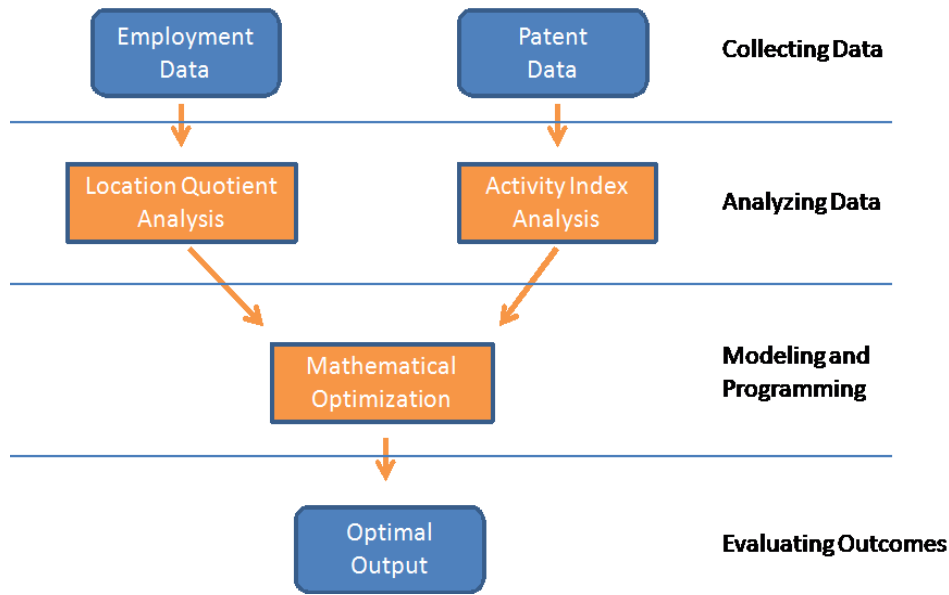 Employment
Data
Patent
Data
Collecting Data
Location Quotient
Analysis
Activity Index
Analysis
Analyzing Data
Mathematical
Optimization
Modeling and
Programming
Optimal
Output
Evaluating Outcomes